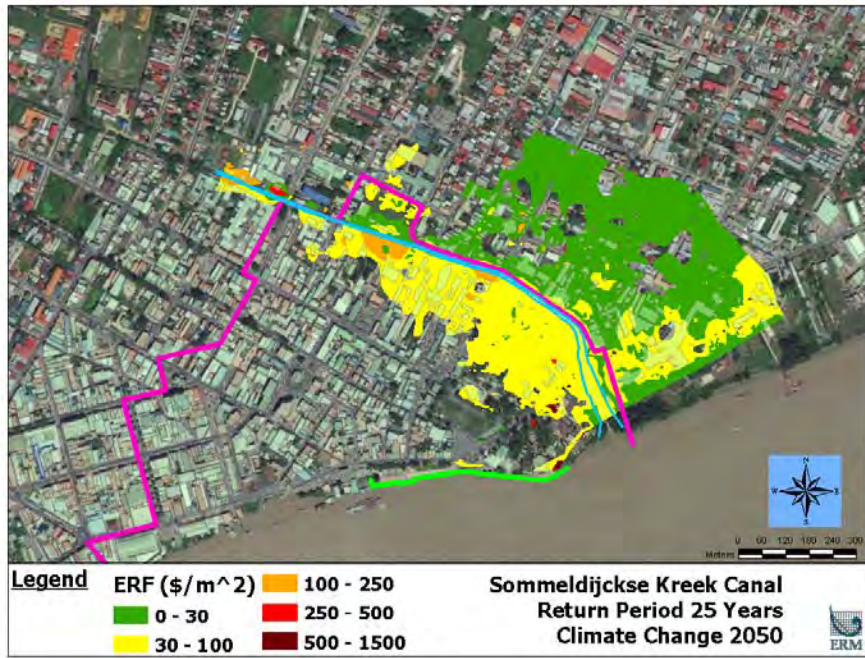 N
W
E
S
Meters
0 60 120 180 240 300
Legend
ERF ($/m^2)
0 - 30
30 - 100
100 - 250
250 - 500
500 - 1500
Sommeldijckse Kreek Canal
Return Period 25 Years
Climate Change 2050
ERM